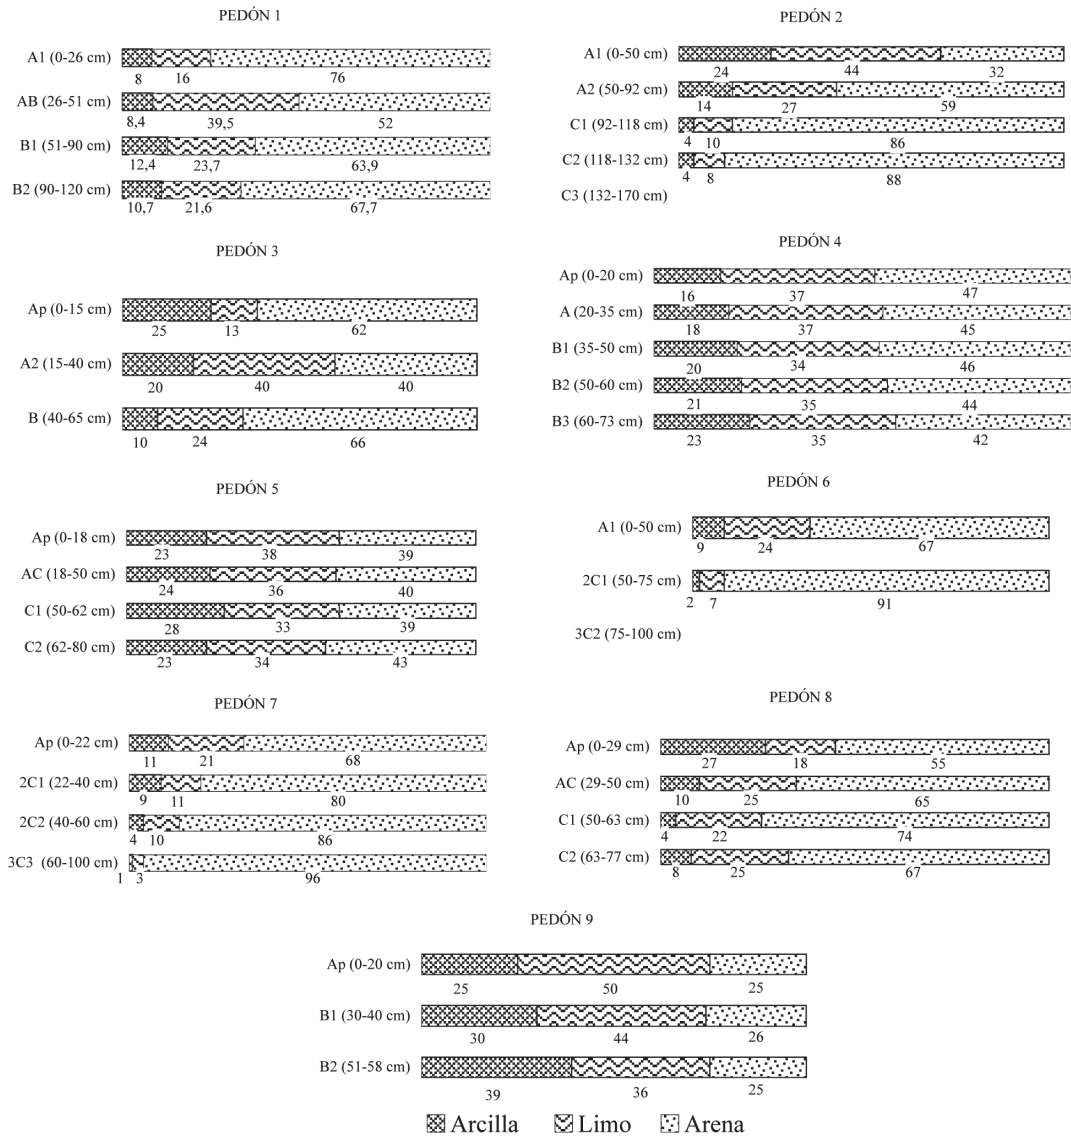 PEDÓN 1
A1 (0-26 cm)
8 16 76
AB (26-51 cm)
8,4 39,5 52
B1 (51-90 cm)
12,4 23,7 63,9
B2 (90-120 cm)
10,7 21,6 67,7
PEDÓN 2
A1 (0-50 cm)
24 44 32
A2 (50-92 cm)
14 27 59
C1 (92-118 cm)
4 10 86
C2 (118-132 cm)
4 8 88
C3 (132-170 cm)
PEDÓN 3
Ap (0-15 cm)
25 13 62
A2 (15-40 cm)
20 40 40
B (40-65 cm)
10 24 66
PEDÓN 4
Ap (0-20 cm)
16 37 47
A (20-35 cm)
18 37 45
B1 (35-50 cm)
20 34 46
B2 (50-60 cm)
21 35 44
B3 (60-73 cm)
23 35 42
PEDÓN 5
Ap (0-18 cm)
23 38 39
AC (18-50 cm)
24 36 40
C1 (50-62 cm)
28 33 39
C2 (62-80 cm)
23 34 43
PEDÓN 6
A1 (0-50 cm)
9 24 67
2C1 (50-75 cm)
2 7 91
3C2 (75-100 cm)
PEDÓN 7
Ap (0-22 cm)
11 21 68
2C1 (22-40 cm)
9 11 80
2C2 (40-60 cm)
4 10 86
3C3 (60-100 cm)
1 3 96
PEDÓN 8
Ap (0-29 cm)
27 18 55
AC (29-50 cm)
10 25 65
C1 (50-63 cm)
4 22 74
C2 (63-77 cm)
8 25 67
PEDÓN 9
Ap (0-20 cm)
25 50 25
B1 (30-40 cm)
30 44 26
B2 (51-58 cm)
39 36 25
Arcilla Limo Arena